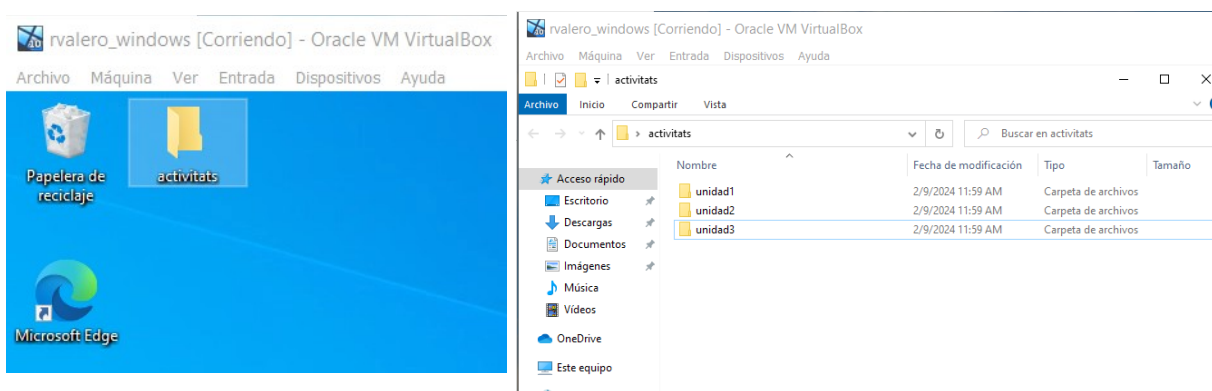 rvalero_windows [Corriendo] - Oracle VM VirtualBox
Archivo Máquina Ver Entrada Dispositivos Ayuda
Papelera de
reciclaje
activitats
Microsoft Edge
rvalero_windows [Corriendo] - Oracle VM VirtualBox
Archivo Máquina Ver Entrada Dispositivos Ayuda
activitats
Archivo Inicio Compartir Vista
activitats
Buscar en activitats
Nombre Fecha de modificación Tipo Tamaño
Acceso rápido
Escritorio
Descargas
Documentos
Imágenes
Música
Vídeos
OneDrive
Este equipo
unidad1 2/9/2024 11:59 AM Carpeta de archivos
unidad2 2/9/2024 11:59 AM Carpeta de archivos
unidad3 2/9/2024 11:59 AM Carpeta de archivos